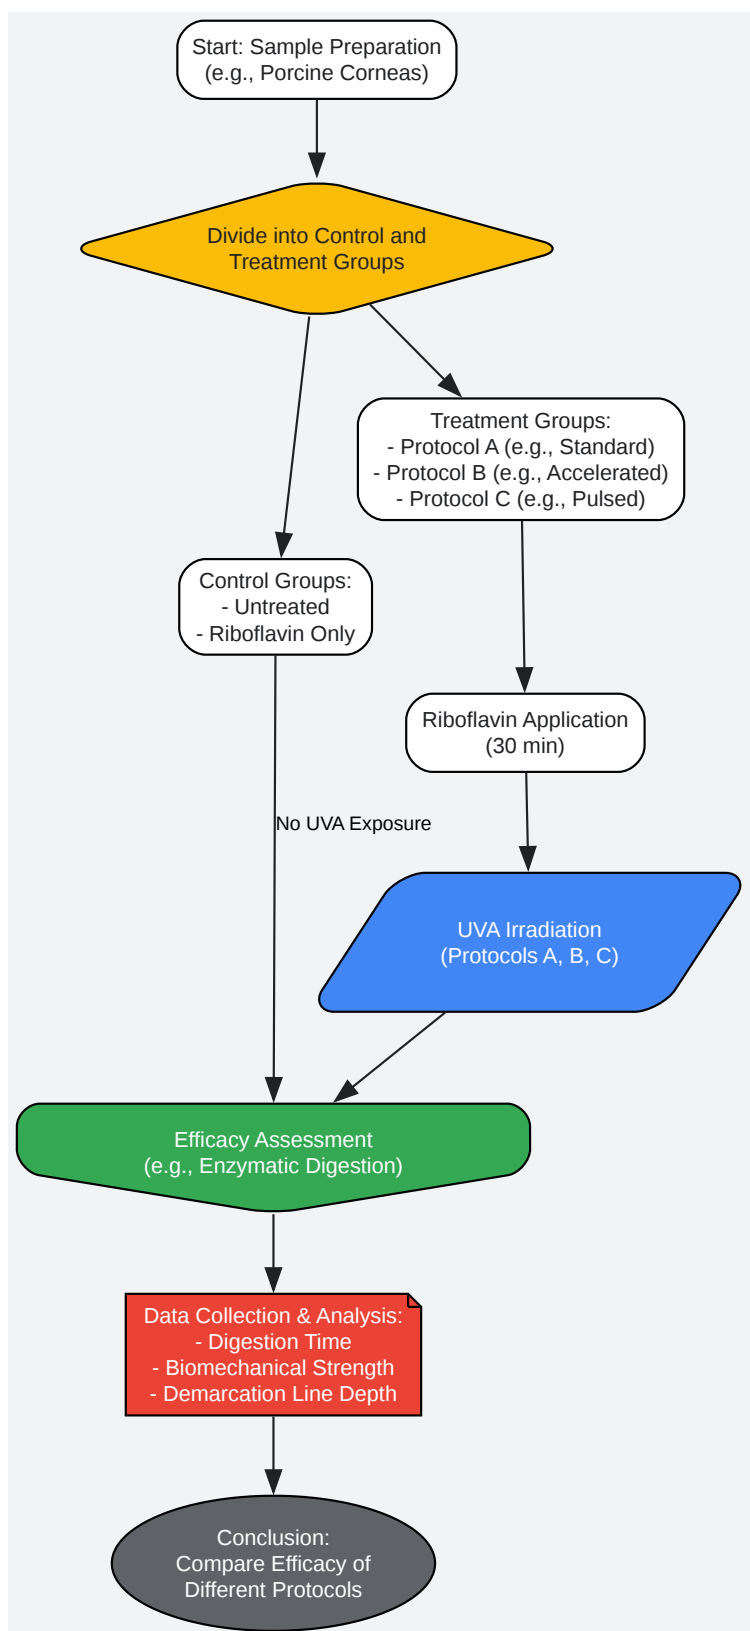 Start: Sample Preparation
(e.g., Porcine Corneas)
Divide into Control and
Treatment Groups
Treatment Groups:
- Protocol A (e.g., Standard)
- Protocol B (e.g., Accelerated)
- Protocol C (e.g., Pulsed)
Control Groups:
- Untreated
- Riboflavin Only
Riboflavin Application
(30 min)
No UVA Exposure
UVA Irradiation
(Protocols A, B, C)
Efficacy Assessment
(e.g., Enzymatic Digestion)
Data Collection & Analysis:
- Digestion Time
- Biomechanical Strength
- Demarcation Line Depth
Conclusion:
Compare Efficacy of
Different Protocols